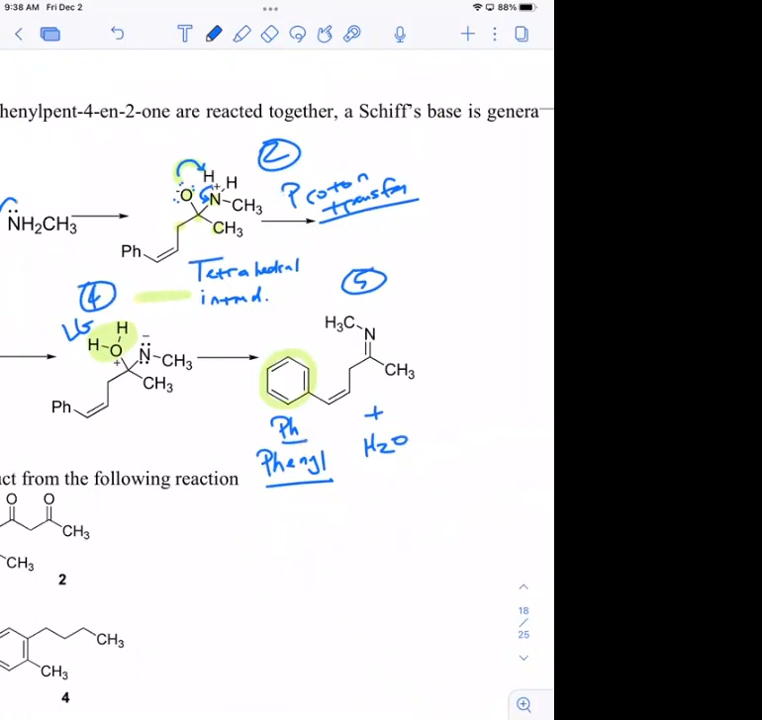 9:38 AM Fri Dec 2
88%
henylpent-4-en-2-one are reacted together, a Schiff's base is genera
2
Proton
transfer
H
H
+
O
N
CH3
NH2CH3
CH3
Ph
Tetrahedral
intmd.
4
5
LG
H
H
O
+
N
CH3
CH3
Ph
H3C
N
CH3
Ph
Phenyl
+
H2O
ct from the following reaction
O
O
CH3
CH3
2
18
/
25
CH3
CH3
4